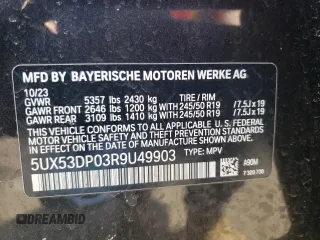 MFD BY BAYERISCHE MOTOREN WERKE AG
10/23
GVWR 5357 lbs 2430 kg TIRE / RIM
GAWR FRONT 2646 lbs 1200 kg WITH 245/50 R19 /7.5J x 19
GAWR REAR 3109 lbs 1410 kg WITH 245/50 R19 /7.5J x 19
THIS VEHICLE CONFORMS TO ALL APPLICABLE U.S. FEDERAL
MOTOR VEHICLE SAFETY, BUMPER AND THEFT PREVENTION
STANDARDS IN EFFECT ON THE DATE OF MANUFACTURE SHOWN ABOVE.
5UX53DP03R9U49903 TYPE: MPV
A90M
DREAMBID